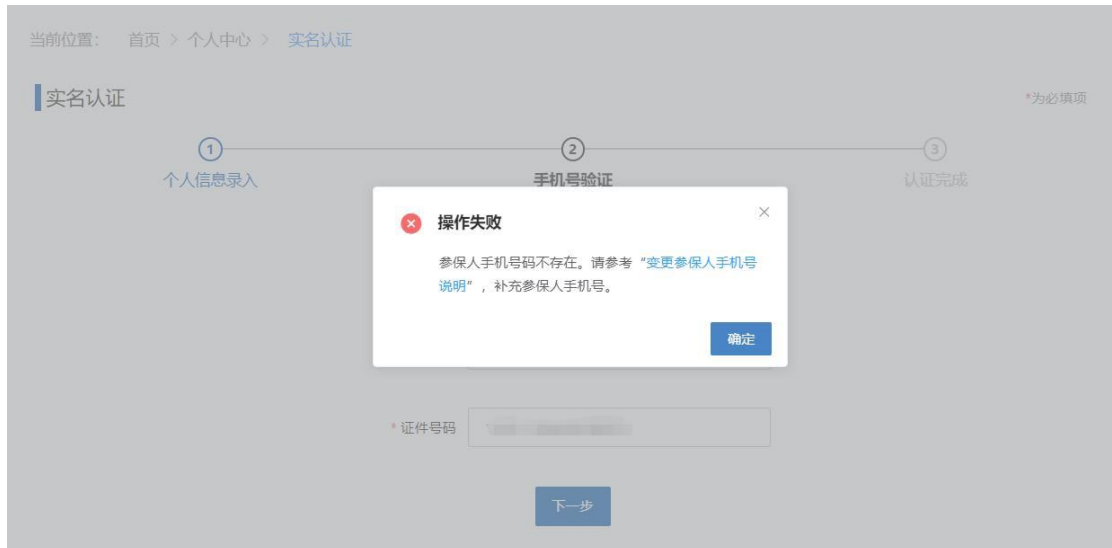 当前位置： 首页 > 个人中心 > 实名认证
实名认证
*为必填项
1
2
3
个人信息录入
手机号验证
认证完成
操作失败
参保人手机号码不存在。请参考“变更参保人手机号
说明”，补充参保人手机号。
确定
* 证件号码
下一步